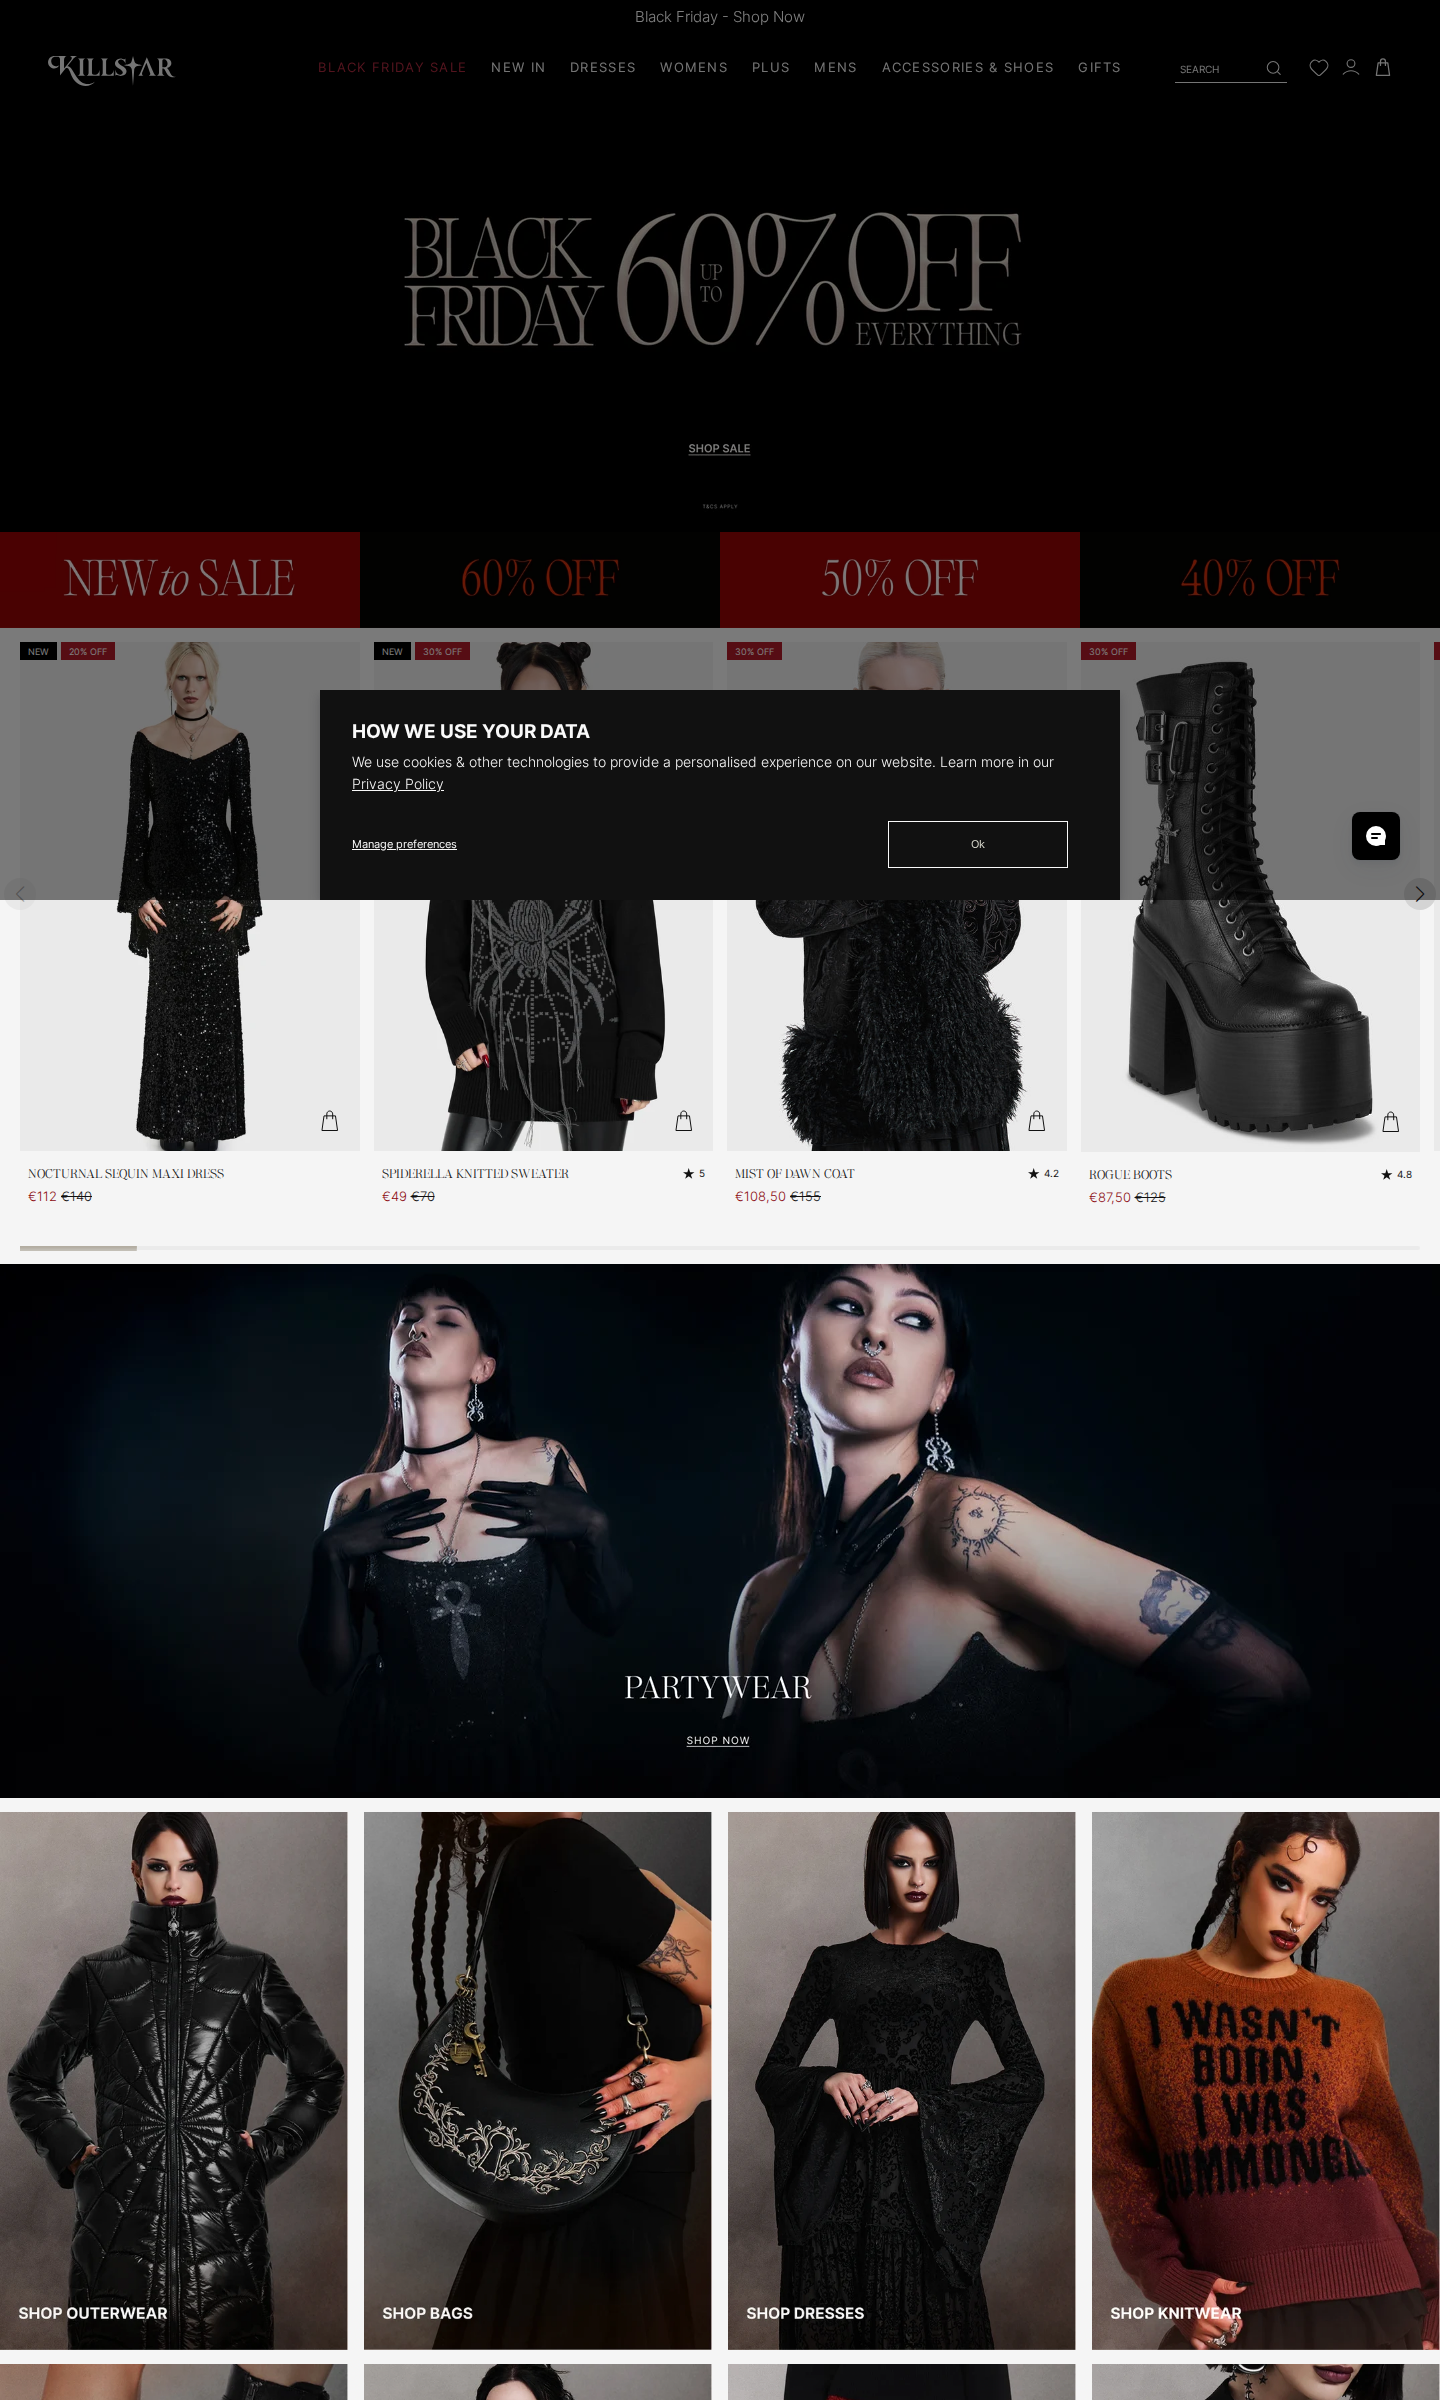 Black Friday - Shop Now
KILLSTAR
BLACK FRIDAY SALE
NEW IN
DRESSES
WOMENS
PLUS
MENS
ACCESSORIES & SHOES
GIFTS
SEARCH
BLACK FRIDAY
UP TO
60% OFF
EVERYTHING
SHOP SALE
T&CS APPLY
NEW to SALE
60% OFF
50% OFF
40% OFF
NEW
20% OFF
NEW
30% OFF
30% OFF
30% OFF
HOW WE USE YOUR DATA
We use cookies & other technologies to provide a personalised experience on our website. Learn more in our
Privacy Policy
Manage preferences
Ok
NOCTURNAL SEQUIN MAXI DRESS
€112 €140
SPIDERELLA KNITTED SWEATER
5
€49 €70
MIST OF DAWN COAT
4.2
€108,50 €155
ROGUE BOOTS
4.8
€87,50 €125
PARTYWEAR
SHOP NOW
I WASN'T
BORN,
I WAS
SUMMONED
SHOP OUTERWEAR
SHOP BAGS
SHOP DRESSES
SHOP KNITWEAR